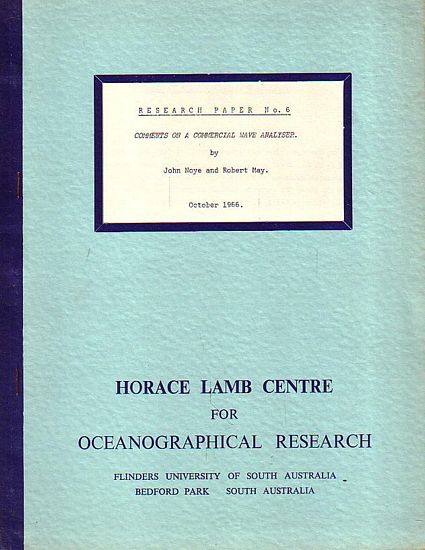 RESEARCH PAPER No. 6
COMMENTS ON A COMMERCIAL WAVE ANALYSER.
by
John Noye and Robert May.
October 1966.
HORACE LAMB CENTRE
FOR
OCEANOGRAPHICAL RESEARCH
FLINDERS UNIVERSITY OF SOUTH AUSTRALIA
BEDFORD PARK SOUTH AUSTRALIA